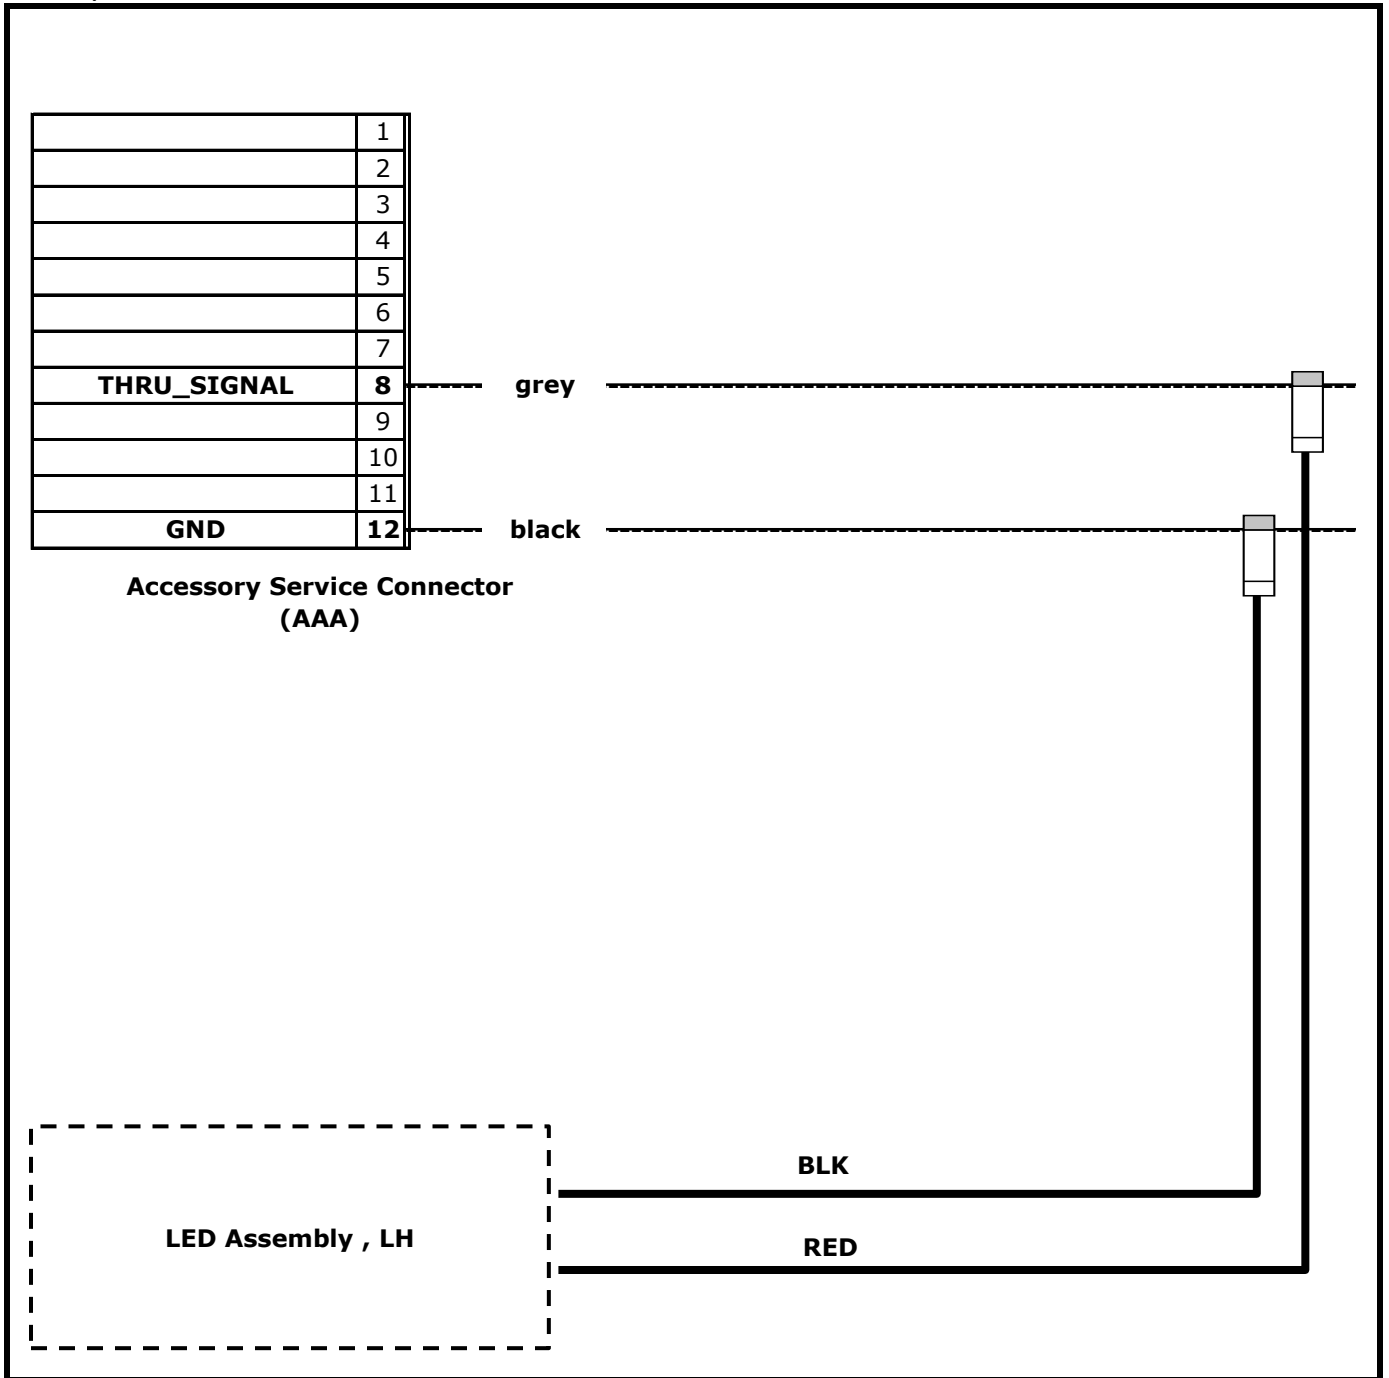 1
2
3
4
5
6
7
THRU_SIGNAL 8 grey
9
10
11
GND 12 black
Accessory Service Connector
(AAA)
BLK
LED Assembly , LH
RED